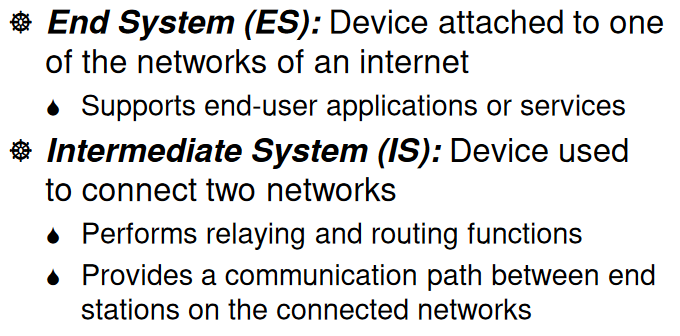 End System (ES): Device attached to one
of the networks of an internet
Supports end-user applications or services
Intermediate System (IS): Device used
to connect two networks
Performs relaying and routing functions
Provides a communication path between end
stations on the connected networks